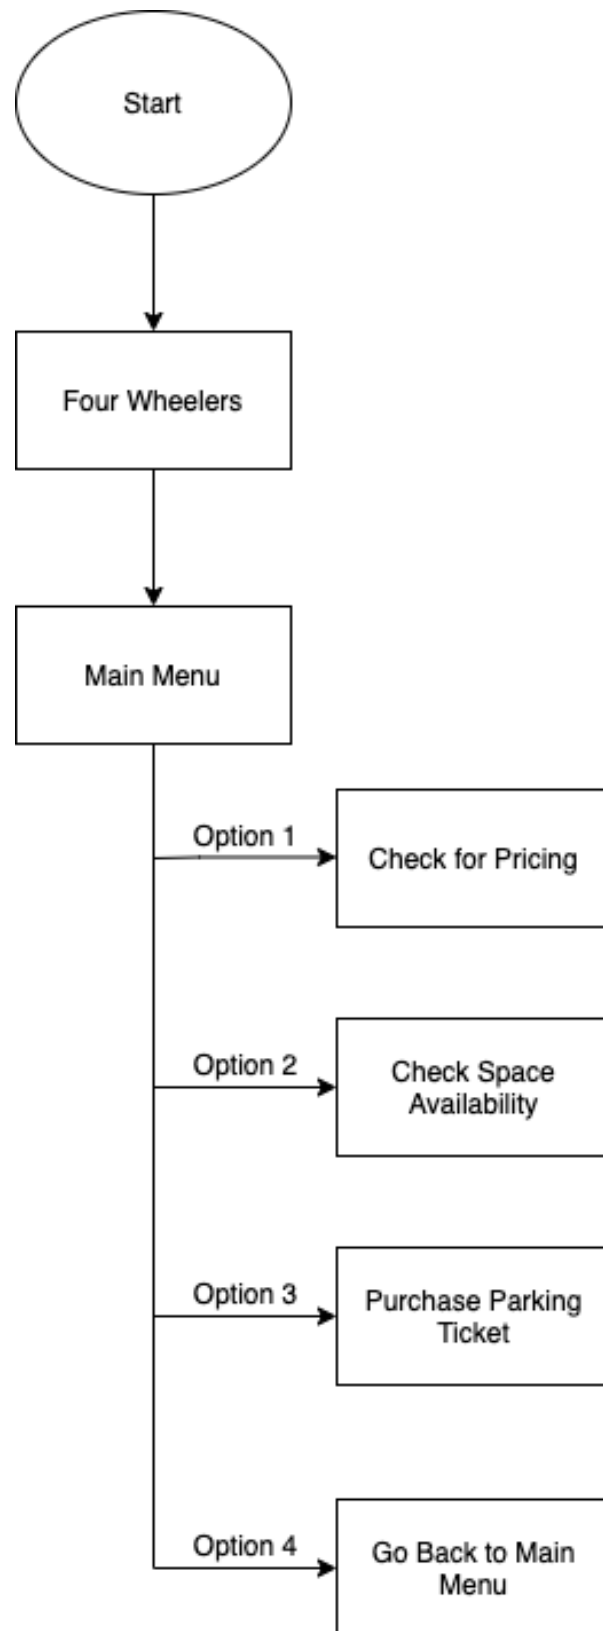 Start
Four Wheelers
Main Menu
Option 1
Check for Pricing
Option 2
Check Space
Availability
Option 3
Purchase Parking
Ticket
Option 4
Go Back to Main
Menu